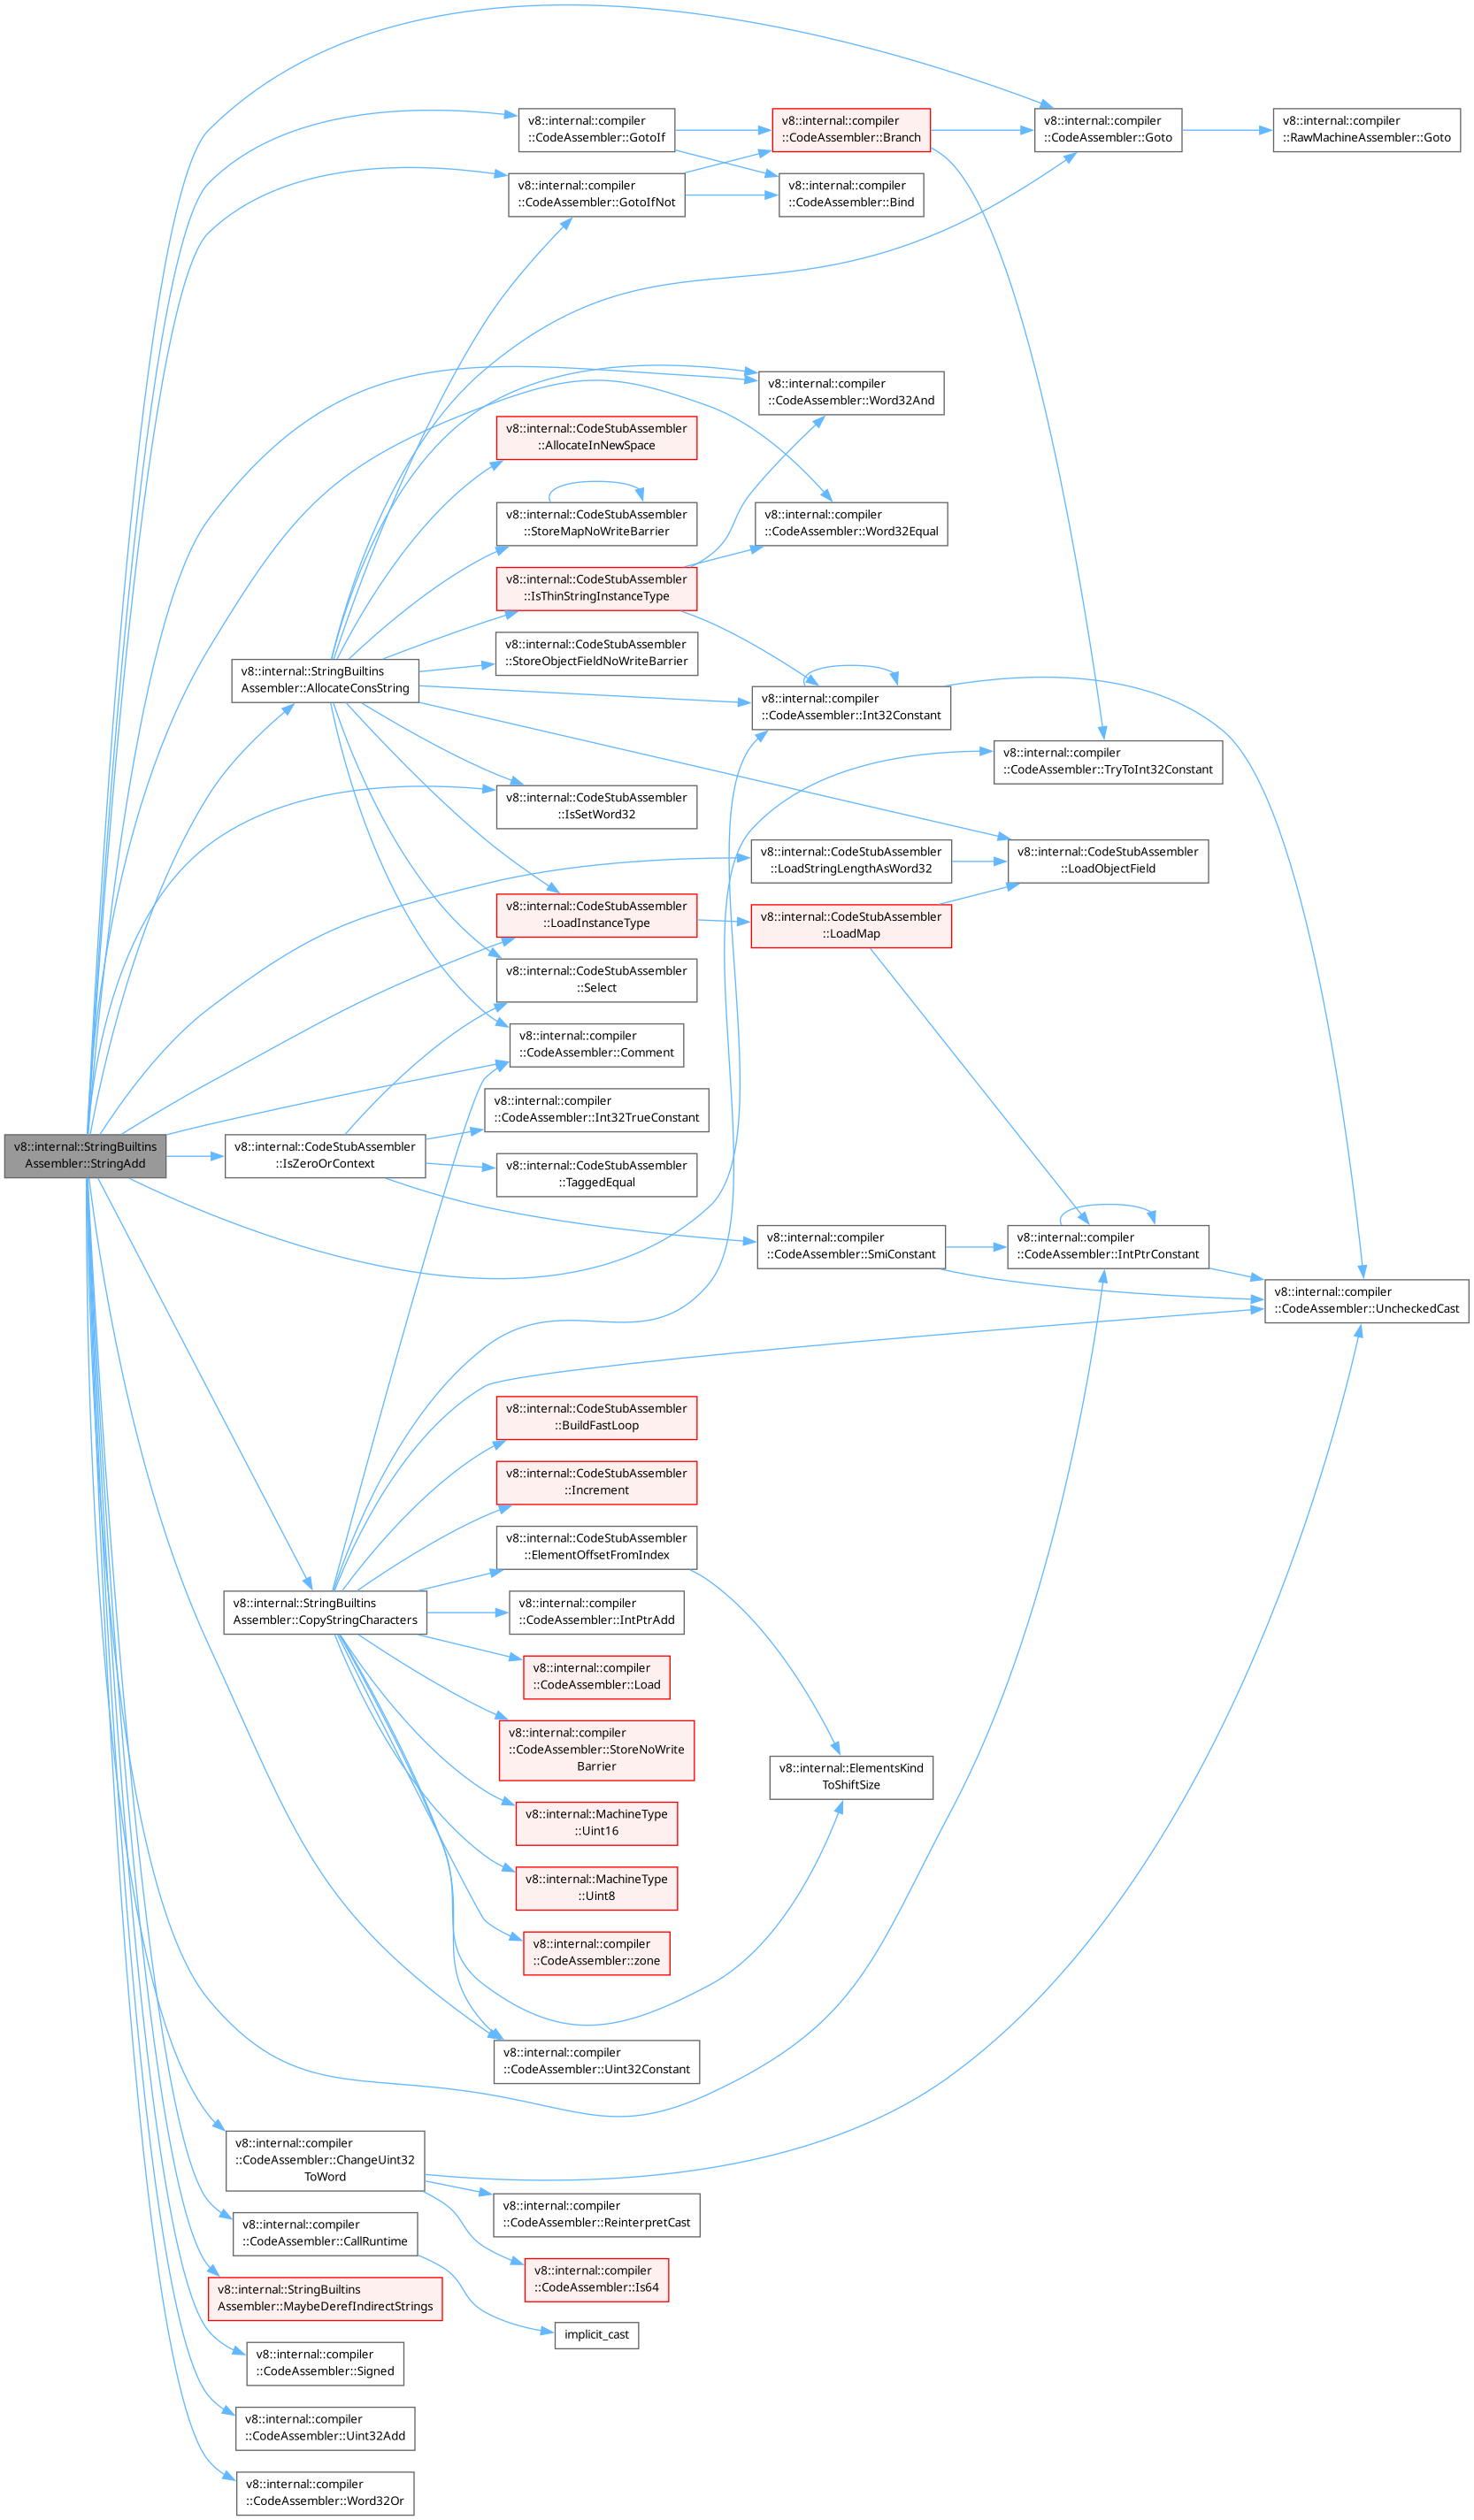 v8::internal::compiler
::CodeAssembler::GotoIf
v8::internal::compiler
::CodeAssembler::Branch
v8::internal::compiler
::CodeAssembler::Goto
v8::internal::compiler
::RawMachineAssembler::Goto
v8::internal::compiler
::CodeAssembler::GotoIfNot
v8::internal::compiler
::CodeAssembler::Bind
v8::internal::compiler
::CodeAssembler::Word32And
v8::internal::CodeStubAssembler
::AllocateInNewSpace
v8::internal::CodeStubAssembler
::StoreMapNoWriteBarrier
v8::internal::compiler
::CodeAssembler::Word32Equal
v8::internal::CodeStubAssembler
::IsThinStringInstanceType
v8::internal::CodeStubAssembler
::StoreObjectFieldNoWriteBarrier
v8::internal::StringBuiltins
Assembler::AllocateConsString
v8::internal::compiler
::CodeAssembler::Int32Constant
v8::internal::compiler
::CodeAssembler::TryToInt32Constant
v8::internal::CodeStubAssembler
::IsSetWord32
v8::internal::CodeStubAssembler
::LoadStringLengthAsWord32
v8::internal::CodeStubAssembler
::LoadObjectField
v8::internal::CodeStubAssembler
::LoadInstanceType
v8::internal::CodeStubAssembler
::LoadMap
v8::internal::CodeStubAssembler
::Select
v8::internal::compiler
::CodeAssembler::Comment
v8::internal::compiler
::CodeAssembler::Int32TrueConstant
v8::internal::StringBuiltins
Assembler::StringAdd
v8::internal::CodeStubAssembler
::IsZeroOrContext
v8::internal::CodeStubAssembler
::TaggedEqual
v8::internal::compiler
::CodeAssembler::SmiConstant
v8::internal::compiler
::CodeAssembler::IntPtrConstant
v8::internal::compiler
::CodeAssembler::UncheckedCast
v8::internal::CodeStubAssembler
::BuildFastLoop
v8::internal::CodeStubAssembler
::Increment
v8::internal::CodeStubAssembler
::ElementOffsetFromIndex
v8::internal::StringBuiltins
Assembler::CopyStringCharacters
v8::internal::compiler
::CodeAssembler::IntPtrAdd
v8::internal::compiler
::CodeAssembler::Load
v8::internal::compiler
::CodeAssembler::StoreNoWrite
Barrier
v8::internal::ElementsKind
ToShiftSize
v8::internal::MachineType
::Uint16
v8::internal::MachineType
::Uint8
v8::internal::compiler
::CodeAssembler::zone
v8::internal::compiler
::CodeAssembler::Uint32Constant
v8::internal::compiler
::CodeAssembler::ChangeUint32
ToWord
v8::internal::compiler
::CodeAssembler::ReinterpretCast
v8::internal::compiler
::CodeAssembler::CallRuntime
v8::internal::compiler
::CodeAssembler::Is64
v8::internal::StringBuiltins
Assembler::MaybeDerefIndirectStrings
implicit_cast
v8::internal::compiler
::CodeAssembler::Signed
v8::internal::compiler
::CodeAssembler::Uint32Add
v8::internal::compiler
::CodeAssembler::Word32Or